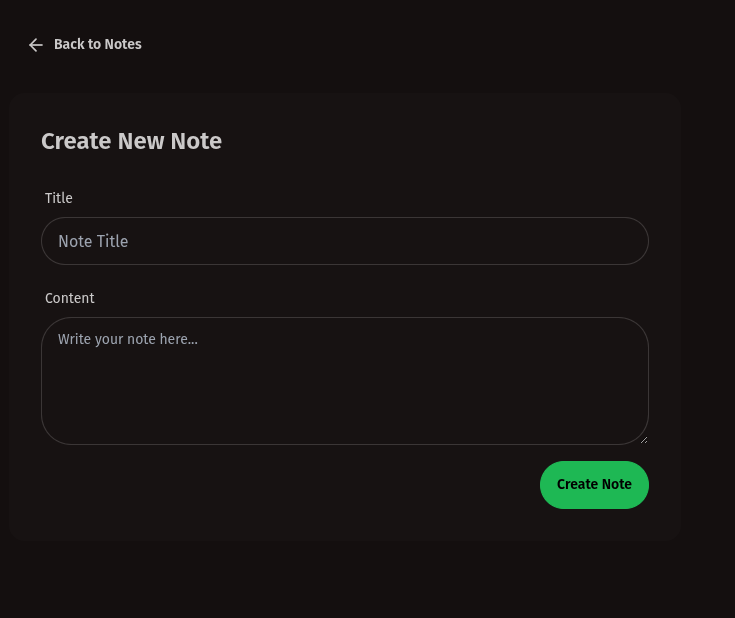 Back to Notes
Create New Note
Title
Note Title
Content
Write your note here...
Create Note